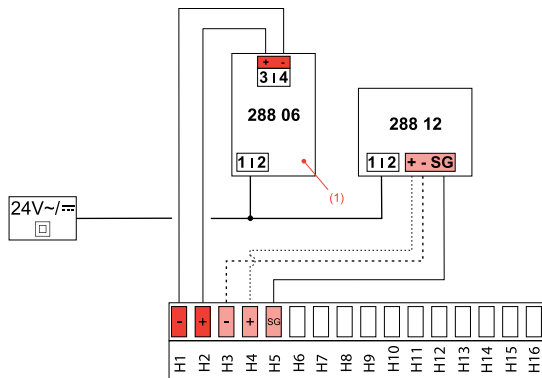 + -
3 4
288 06
1 2
(1)
288 12
1 2
+ - SG
24V~/⎓
- + - + SG
H1 H2 H3 H4 H5 H6 H7 H8 H9 H10 H11 H12 H13 H14 H15 H16